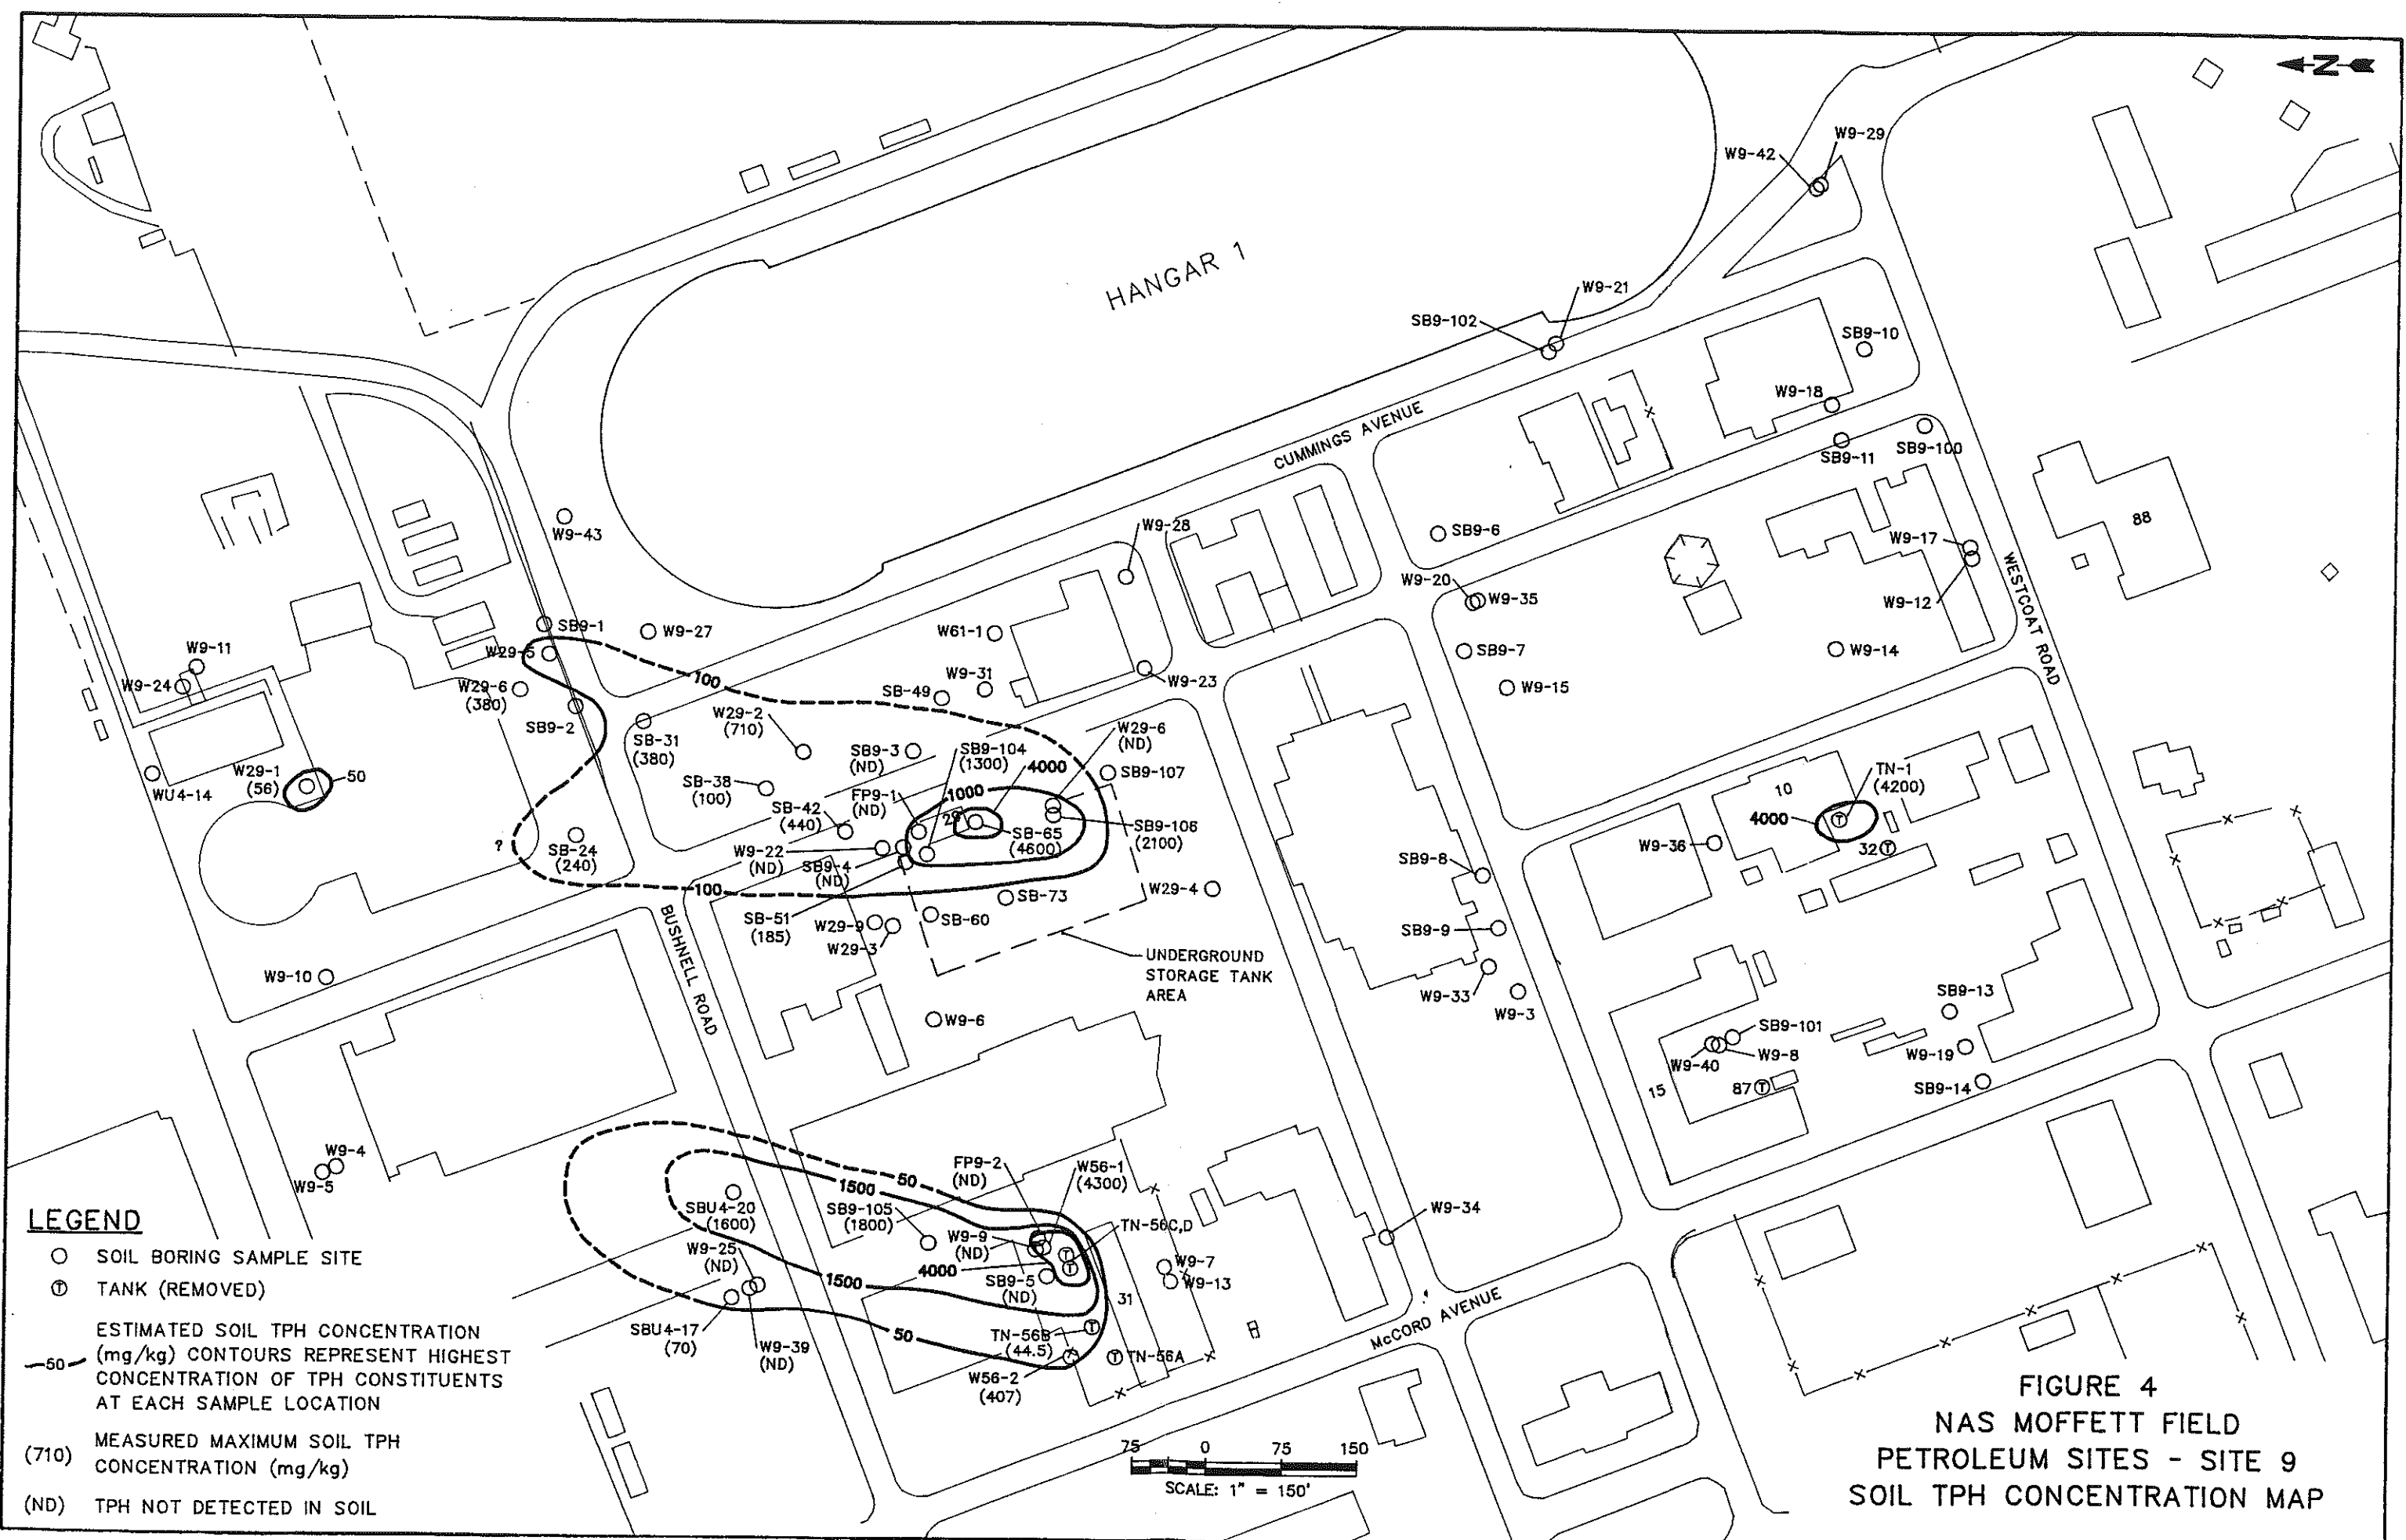 N
W9-29
W9-42
HANGAR 1
W9-21
SB9-102
SB9-10
W9-18
CUMMINGS AVENUE
SB9-11
SB9-100
W9-43
W9-28
SB9-6
88
W9-17
WESTCOAT ROAD
W9-20
W9-35
W9-12
SB9-1
W9-27
W61-1
W9-11
W29-5
SB9-7
W9-14
W9-24
W29-6
(380)
100
W9-31
SB-49
W9-23
W9-15
SB9-2
SB-31
(380)
W29-2
(710)
SB9-3
(ND)
SB9-104
(1300)
W29-6
(ND)
4000
W29-1
(56)
50
WU4-14
SB-38
(100)
SB9-107
FP9-1
(ND)
1000
TN-1
(4200)
10
4000
SB-42
(440)
SB-65
(4600)
SB9-106
(2100)
?
SB-24
(240)
W9-22
(ND)
SB9-4
(ND)
W9-36
32
T
T
SB9-8
100
SB-73
W29-4
SB-51
(185)
W29-9
W29-3
SB-60
SB9-9
BUSHNELL ROAD
UNDERGROUND
STORAGE TANK
AREA
W9-10
W9-33
W9-3
W9-6
SB9-13
SB9-101
W9-8
W9-40
W9-19
15
87
T
SB9-14
W9-4
W9-5
FP9-2
(ND)
W56-1
(4300)
50
1500
SBU4-20
(1600)
SB9-105
(1800)
W9-34
TN-56C,D
W9-9
(ND)
W9-25
(ND)
4000
SB9-5
(ND)
W9-7
W9-13
1500
31
SBU4-17
(70)
W9-39
(ND)
50
TN-56B
(44.5)
TN-56A
W56-2
(407)
McCORD AVENUE
LEGEND
SOIL BORING SAMPLE SITE
T TANK (REMOVED)
50 ESTIMATED SOIL TPH CONCENTRATION
(mg/kg) CONTOURS REPRESENT HIGHEST
CONCENTRATION OF TPH CONSTITUENTS
AT EACH SAMPLE LOCATION
(710) MEASURED MAXIMUM SOIL TPH
CONCENTRATION (mg/kg)
(ND) TPH NOT DETECTED IN SOIL
75 0 75 150
SCALE: 1" = 150'
FIGURE 4
NAS MOFFETT FIELD
PETROLEUM SITES - SITE 9
SOIL TPH CONCENTRATION MAP